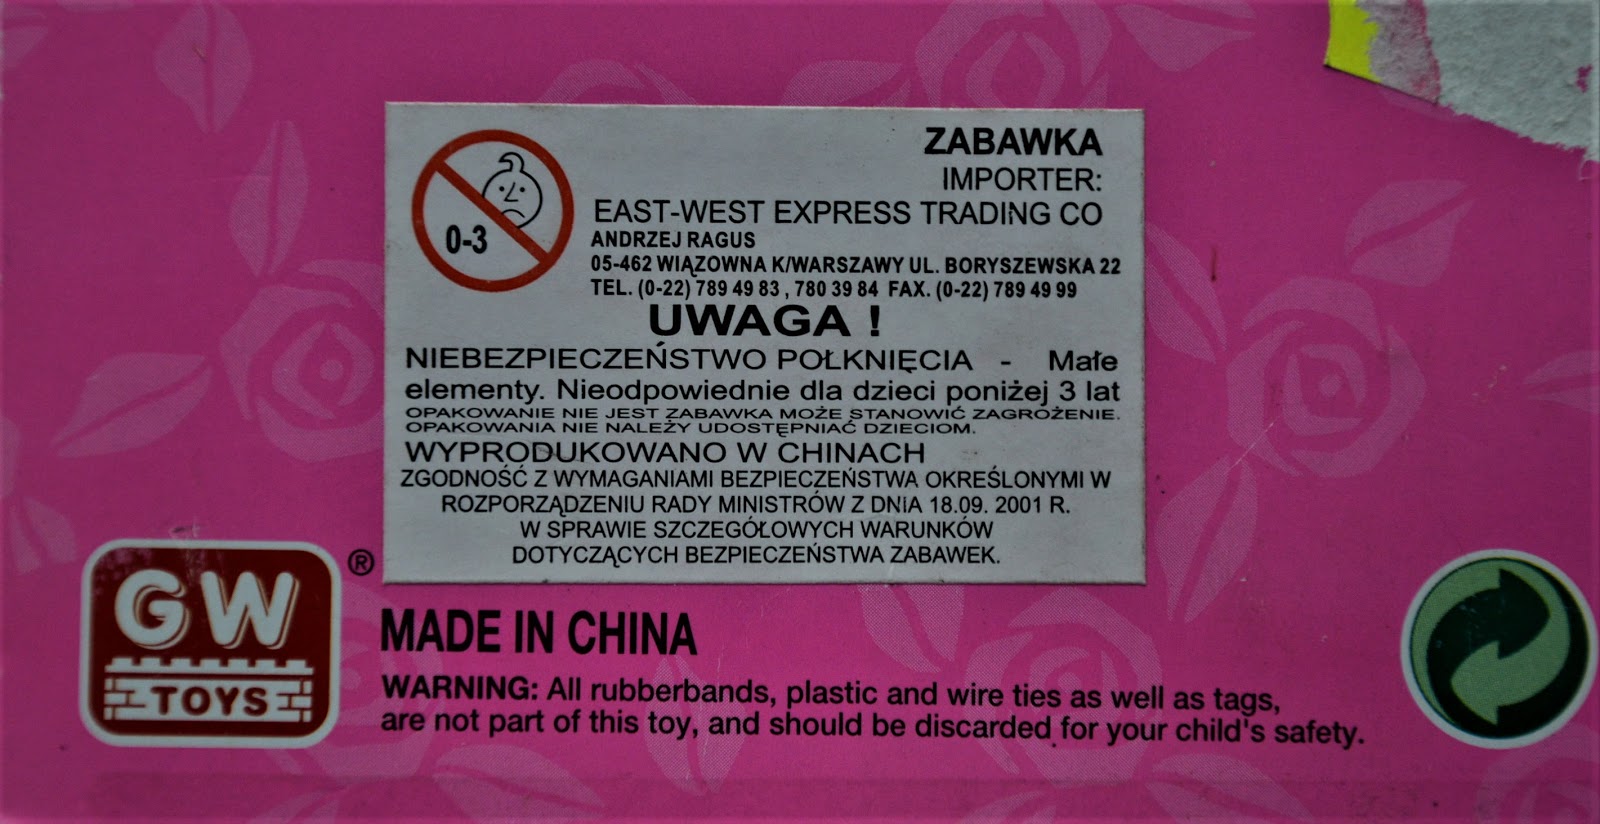 ZABAWKA
IMPORTER:
EAST-WEST EXPRESS TRADING CO
0-3
ANDRZEJ RAGUS
05-462 WIĄZOWNA K/WARSZAWY UL. BORYSZEWSKA 22
TEL. (0-22) 789 49 83 , 780 39 84 FAX. (0-22) 789 49 99
UWAGA !
NIEBEZPIECZEŃSTWO POŁKNIĘCIA - Małe
elementy. Nieodpowiednie dla dzieci poniżej 3 lat
OPAKOWANIE NIE JEST ZABAWKA MOŻE STANOWIĆ ZAGROŻENIE.
OPAKOWANIA NIE NALEŻY UDOSTĘPNIAĆ DZIECIOM.
WYPRODUKOWANO W CHINACH
ZGODNOŚĆ Z WYMAGANIAMI BEZPIECZEŃSTWA OKREŚLONYMI W
ROZPORZĄDZENIU RADY MINISTRÓW Z DNIA 18.09. 2001 R.
W SPRAWIE SZCZEGÓŁOWYCH WARUNKÓW
DOTYCZĄCYCH BEZPIECZEŃSTWA ZABAWEK.
GW ®
TOYS
MADE IN CHINA
WARNING: All rubberbands, plastic and wire ties as well as tags,
are not part of this toy, and should be discarded for your child's safety.